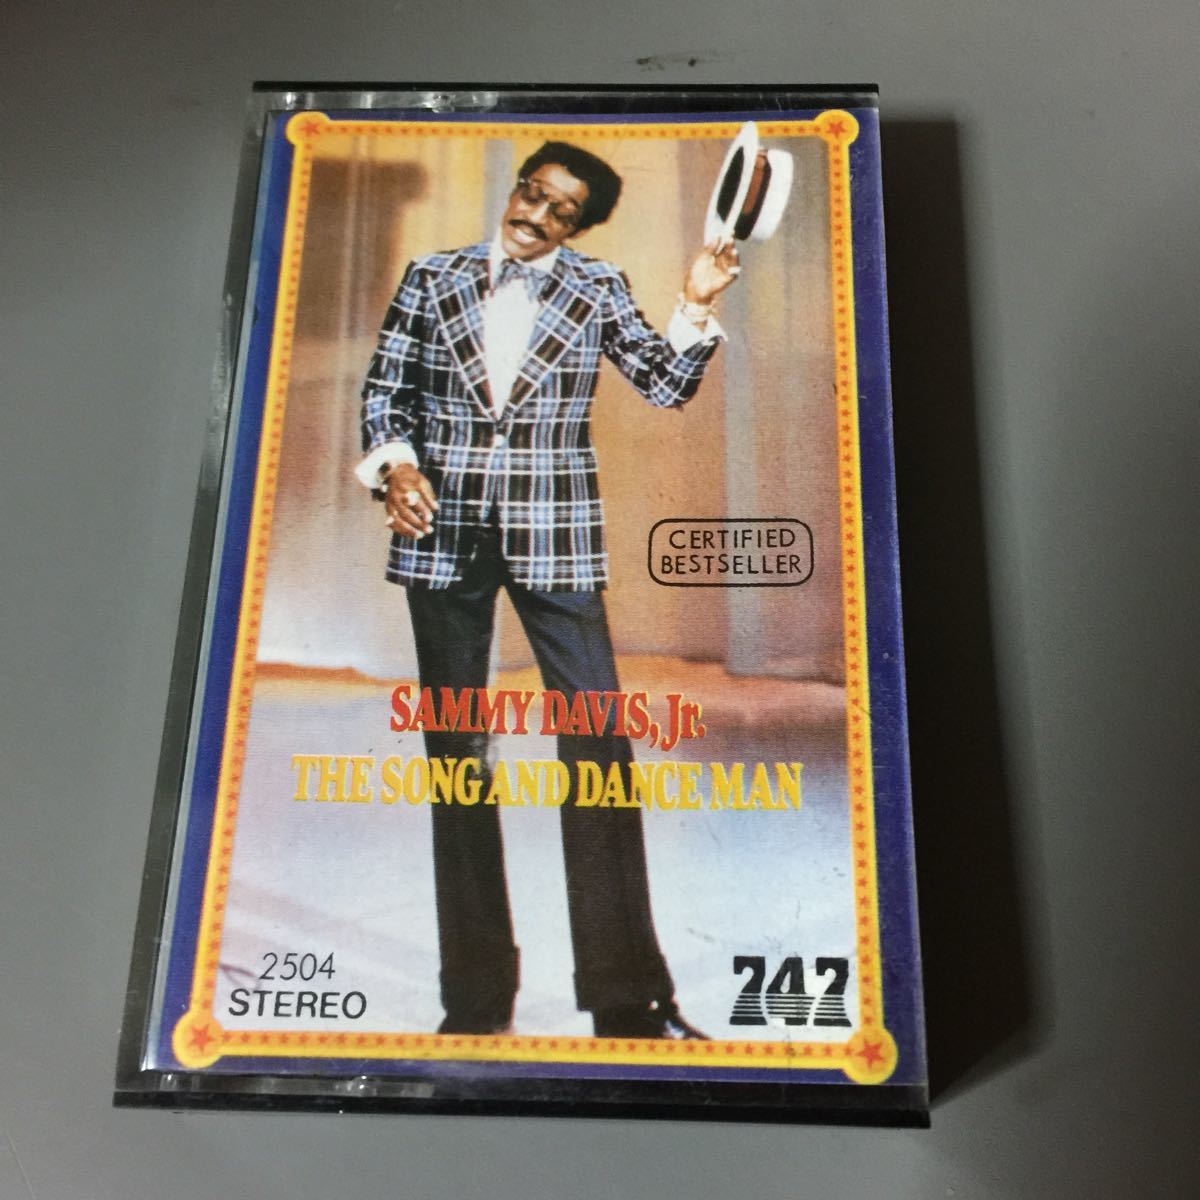 CERTIFIED
BESTSELLER
SAMMY DAVIS, Jr.
THE SONG AND DANCE MAN
2504
STEREO
747